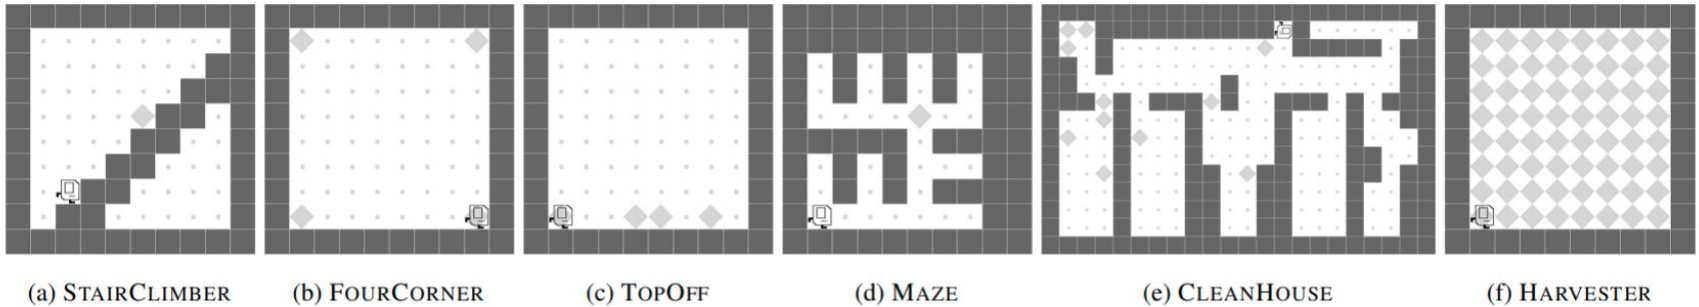 (a) STAIRCLIMBER
(b) FOURCORNER
(c) TOPOFF
(d) MAZE
(e) CLEANHOUSE
(f) HARVESTER